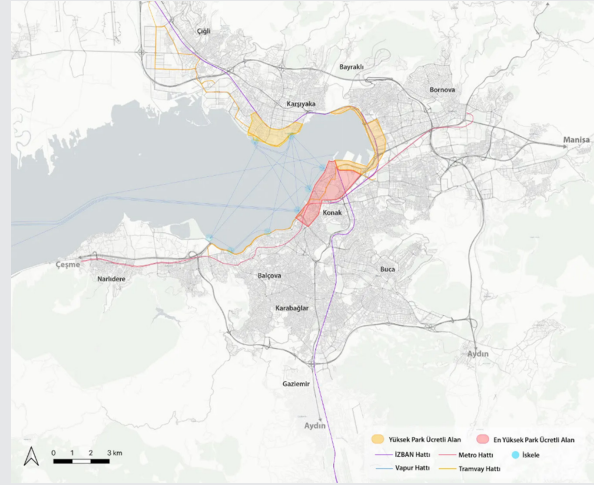 Çiğli
Bayraklı
Bornova
Karşıyaka
Manisa
Konak
Çeşme
Narlıdere
Balçova
Buca
Karabağlar
Aydın
Gaziemir
Aydın
0 1 2 3 km
Yüksek Park Ücretli Alan
En Yüksek Park Ücretli Alan
İZBAN Hattı
Metro Hattı
İskele
Vapur Hattı
Tramvay Hattı